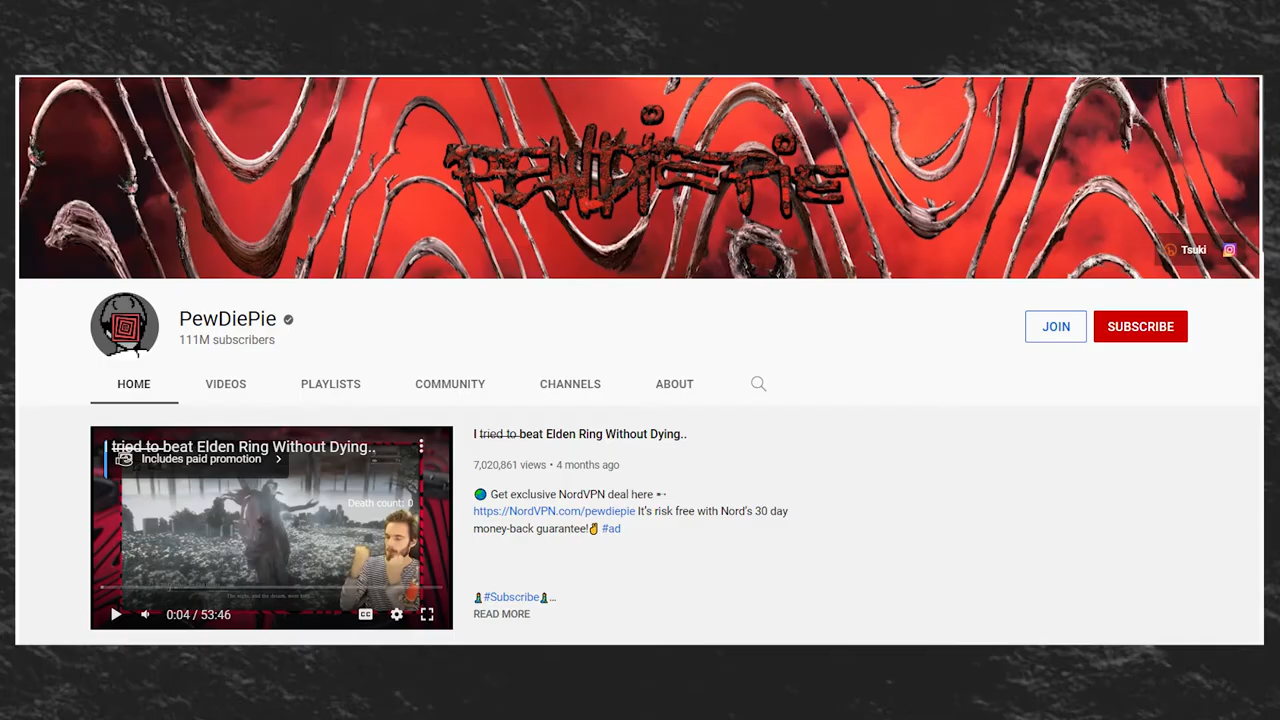 PEWDiEPiE
Tsuki
PewDiePie
111M subscribers
JOIN
SUBSCRIBE
HOME
VIDEOS
PLAYLISTS
COMMUNITY
CHANNELS
ABOUT
tried to beat Elden Ring Without Dying..
Includes paid promotion
Death count: 0
0:04 / 53:46
CC
I tried to beat Elden Ring Without Dying..
7,020,861 views • 4 months ago
🌏 Get exclusive NordVPN deal here ➼
https://NordVPN.com/pewdiepie It's risk free with Nord's 30 day
money-back guarantee!✌ #ad
#Subscribe...
READ MORE